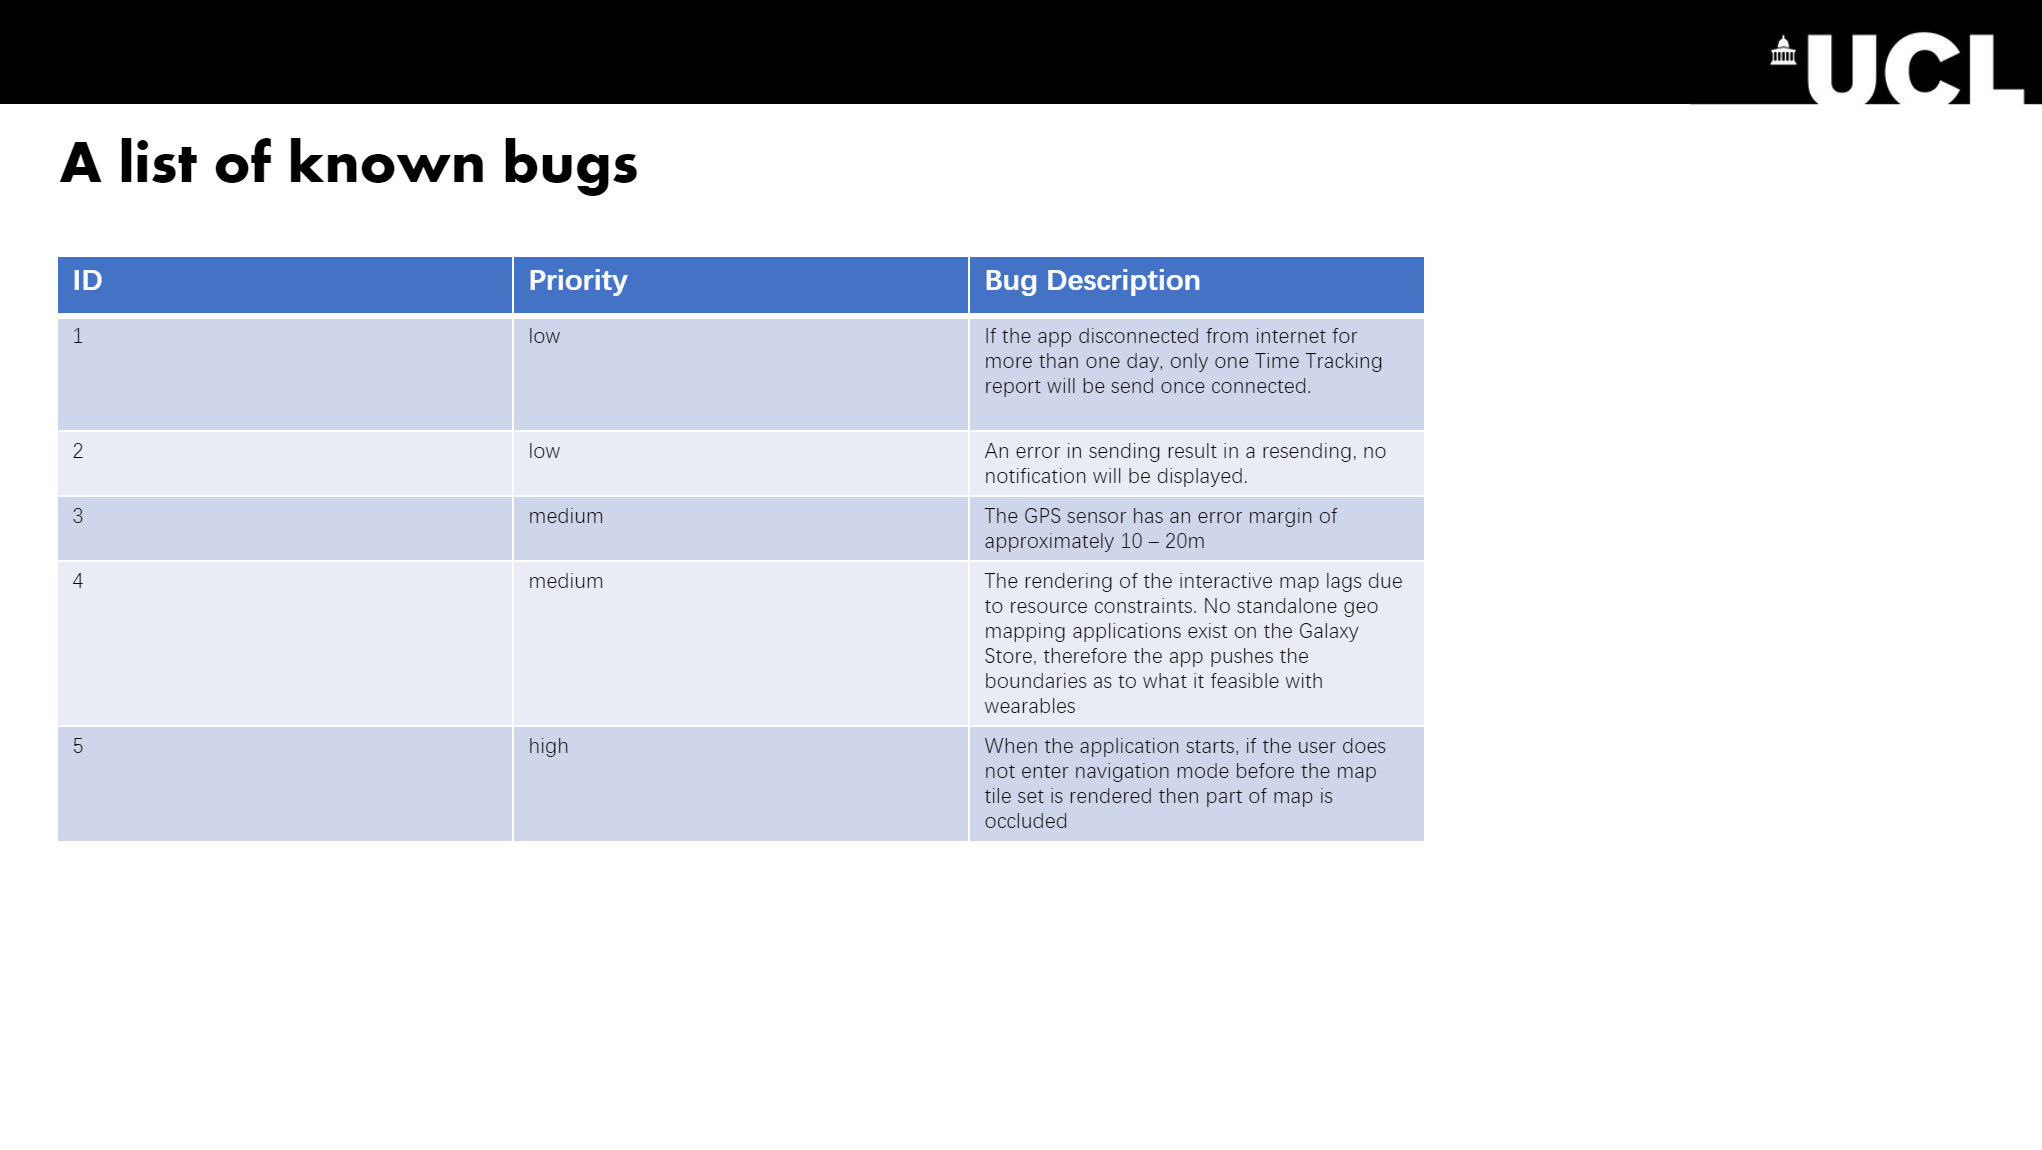 UCL
A list of known bugs
ID
Priority
Bug Description
1
low
If the app disconnected from internet for
more than one day, only one Time Tracking
report will be send once connected.
2
low
An error in sending result in a resending, no
notification will be displayed.
3
medium
The GPS sensor has an error margin of
approximately 10 – 20m
4
medium
The rendering of the interactive map lags due
to resource constraints. No standalone geo
mapping applications exist on the Galaxy
Store, therefore the app pushes the
boundaries as to what it feasible with
wearables
5
high
When the application starts, if the user does
not enter navigation mode before the map
tile set is rendered then part of map is
occluded